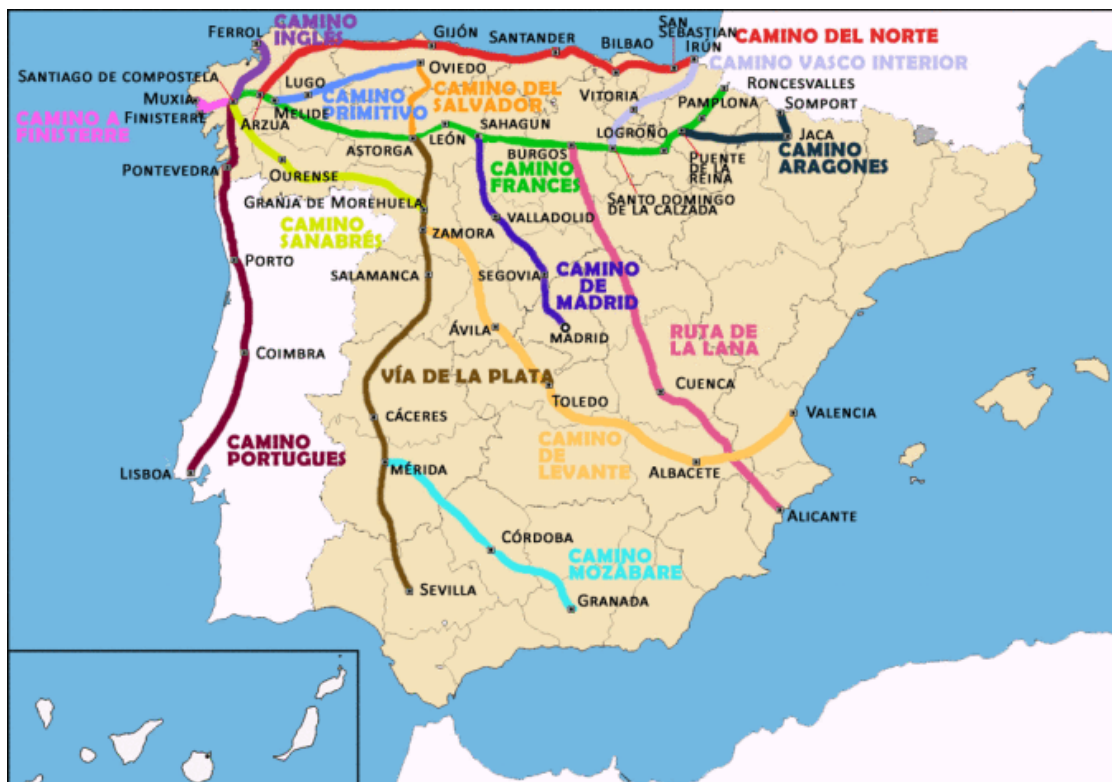 CAMINO
INGLÉS
FERROL
GIJÓN
SANTANDER
BILBAO
SAN
SEBASTIAN
IRÚN
CAMINO DEL NORTE
CAMINO VASCO INTERIOR
RONCESVALLES
SANTIAGO DE COMPOSTELA
LUGO
OVIEDO
CAMINO DEL
SALVADOR
VITORIA
PAMPLONA
SOMPORT
MUXIA
FINISTERRE
MELIDE
CAMINO
PRIMITIVO
CAMINO A
FINISTERRE
ARZUA
SAHAGUN
LOGROÑO
JACA
CAMINO
ARAGONES
ASTORGA
LEÓN
BURGOS
PUENTE
DE LA
REINA
CAMINO
FRANCES
PONTEVEDRA
OURENSE
SANTO DOMINGO
DE LA CALZADA
GRANJA DE MOREHUELA
CAMINO
SANABRÉS
VALLADOLID
ZAMORA
PORTO
SALAMANCA
SEGOVIA
CAMINO
DE
MADRID
ÁVILA
MADRID
RUTA DE
LA LANA
COIMBRA
VÍA DE LA PLATA
CUENCA
TOLEDO
VALENCIA
CÁCERES
CAMINO
PORTUGUES
CAMINO
DE
LEVANTE
LISBOA
MÉRIDA
ALBACETE
ALICANTE
CÓRDOBA
CAMINO
MOZÁBARE
SEVILLA
GRANADA